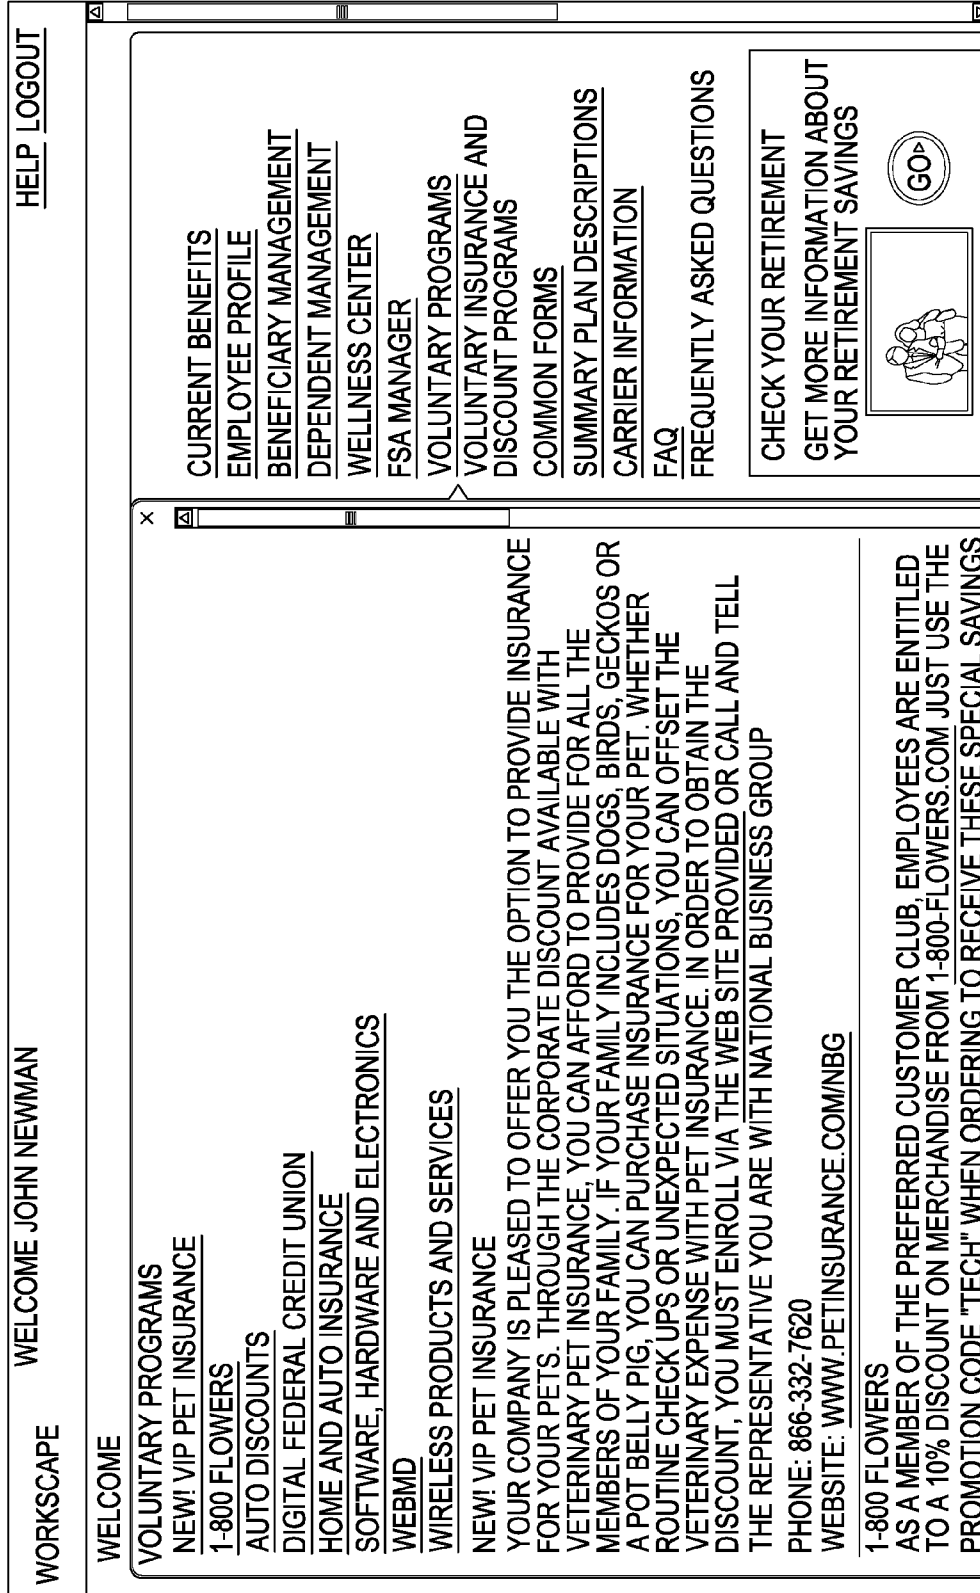 WORKSCAPE WELCOME JOHN NEWMAN HELP LOGOUT
WELCOME
VOLUNTARY PROGRAMS
NEW! VIP PET INSURANCE
1-800 FLOWERS
AUTO DISCOUNTS
DIGITAL FEDERAL CREDIT UNION
HOME AND AUTO INSURANCE
SOFTWARE, HARDWARE AND ELECTRONICS
WEBMD
WIRELESS PRODUCTS AND SERVICES
NEW! VIP PET INSURANCE
YOUR COMPANY IS PLEASED TO OFFER YOU THE OPTION TO PROVIDE INSURANCE
FOR YOUR PETS. THROUGH THE CORPORATE DISCOUNT AVAILABLE WITH
VETERINARY PET INSURANCE, YOU CAN AFFORD TO PROVIDE FOR ALL THE
MEMBERS OF YOUR FAMILY. IF YOUR FAMILY INCLUDES DOGS, BIRDS, GECKOS OR
A POT BELLY PIG, YOU CAN PURCHASE INSURANCE FOR YOUR PET. WHETHER
ROUTINE CHECK UPS OR UNEXPECTED SITUATIONS, YOU CAN OFFSET THE
VETERINARY EXPENSE WITH PET INSURANCE. IN ORDER TO OBTAIN THE
DISCOUNT, YOU MUST ENROLL VIA THE WEB SITE PROVIDED OR CALL AND TELL
THE REPRESENTATIVE YOU ARE WITH NATIONAL BUSINESS GROUP
PHONE: 866-332-7620
WEBSITE: WWW.PETINSURANCE.COM/NBG
1-800 FLOWERS
AS A MEMBER OF THE PREFERRED CUSTOMER CLUB, EMPLOYEES ARE ENTITLED
TO A 10% DISCOUNT ON MERCHANDISE FROM 1-800-FLOWERS.COM JUST USE THE
PROMOTION CODE "TECH" WHEN ORDERING TO RECEIVE THESE SPECIAL SAVINGS
CURRENT BENEFITS
EMPLOYEE PROFILE
BENEFICIARY MANAGEMENT
DEPENDENT MANAGEMENT
WELLNESS CENTER
FSA MANAGER
VOLUNTARY PROGRAMS
VOLUNTARY INSURANCE AND
DISCOUNT PROGRAMS
COMMON FORMS
SUMMARY PLAN DESCRIPTIONS
CARRIER INFORMATION
FAQ
FREQUENTLY ASKED QUESTIONS
CHECK YOUR RETIREMENT
GET MORE INFORMATION ABOUT
YOUR RETIREMENT SAVINGS
GO